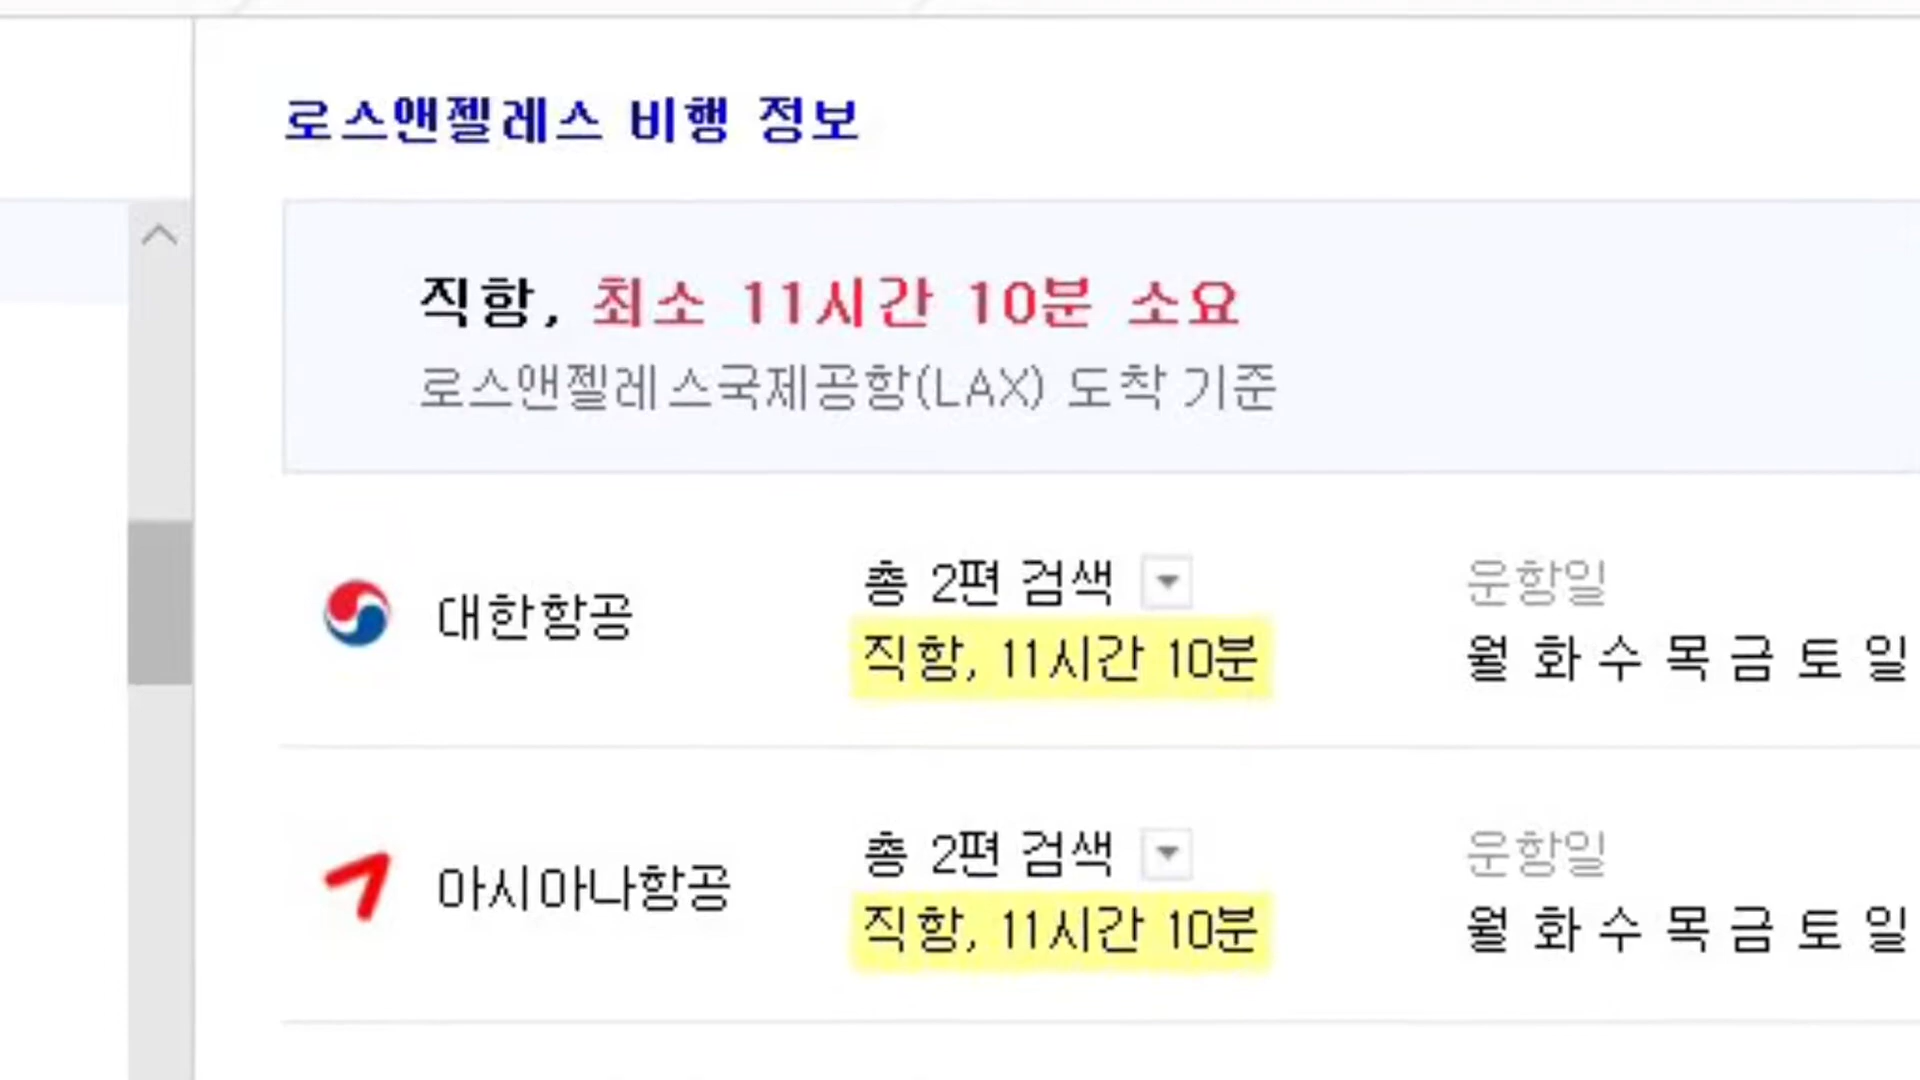 로스앤젤레스 비행 정보
직항, 최소 11시간 10분 소요
로스앤젤레스국제공항(LAX) 도착 기준
대한항공
총 2편 검색
직항, 11시간 10분
운항일
월 화 수 목 금 토 일
아시아나항공
총 2편 검색
직항, 11시간 10분
운항일
월 화 수 목 금 토 일